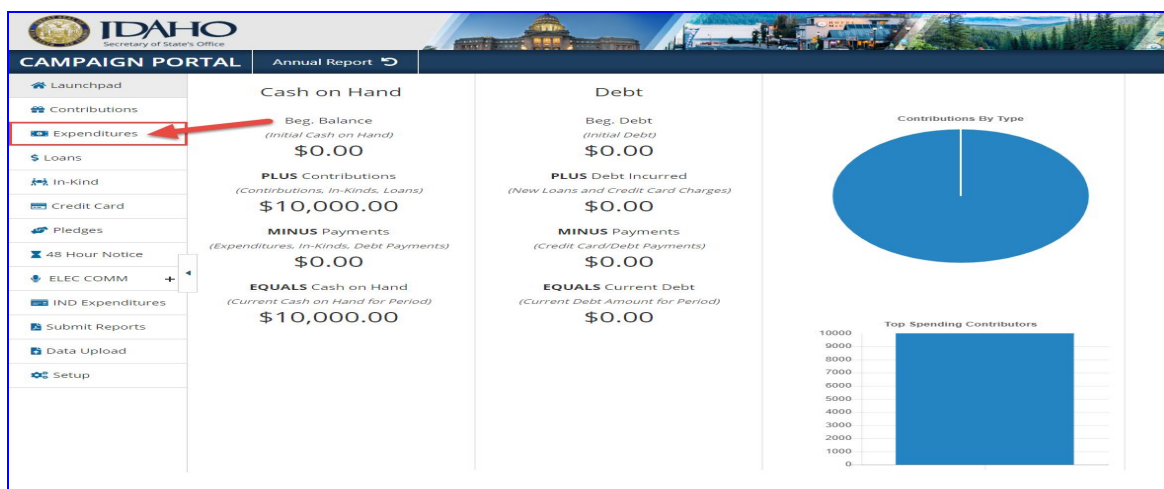 IDAHO
Secretary of State's Office
CAMPAIGN PORTAL
Annual Report
Launchpad
Contributions
Expenditures
$ Loans
In-Kind
Credit Card
Pledges
48 Hour Notice
ELEC COMM +
IND Expenditures
Submit Reports
Data Upload
Setup
Cash on Hand
Beg. Balance
(Initial Cash on Hand)
$0.00
PLUS Contributions
(Contirbutions, In-Kinds, Loans)
$10,000.00
MINUS Payments
(Expenditures, In-Kinds, Debt Payments)
$0.00
EQUALS Cash on Hand
(Current Cash on Hand for Period)
$10,000.00
Debt
Beg. Debt
(Initial Debt)
$0.00
PLUS Debt Incurred
(New Loans and Credit Card Charges)
$0.00
MINUS Payments
(Credit Card/Debt Payments)
$0.00
EQUALS Current Debt
(Current Debt Amount for Period)
$0.00
Contributions By Type
Top Spending Contributors
10000
9000
8000
7000
6000
5000
4000
3000
2000
1000
0